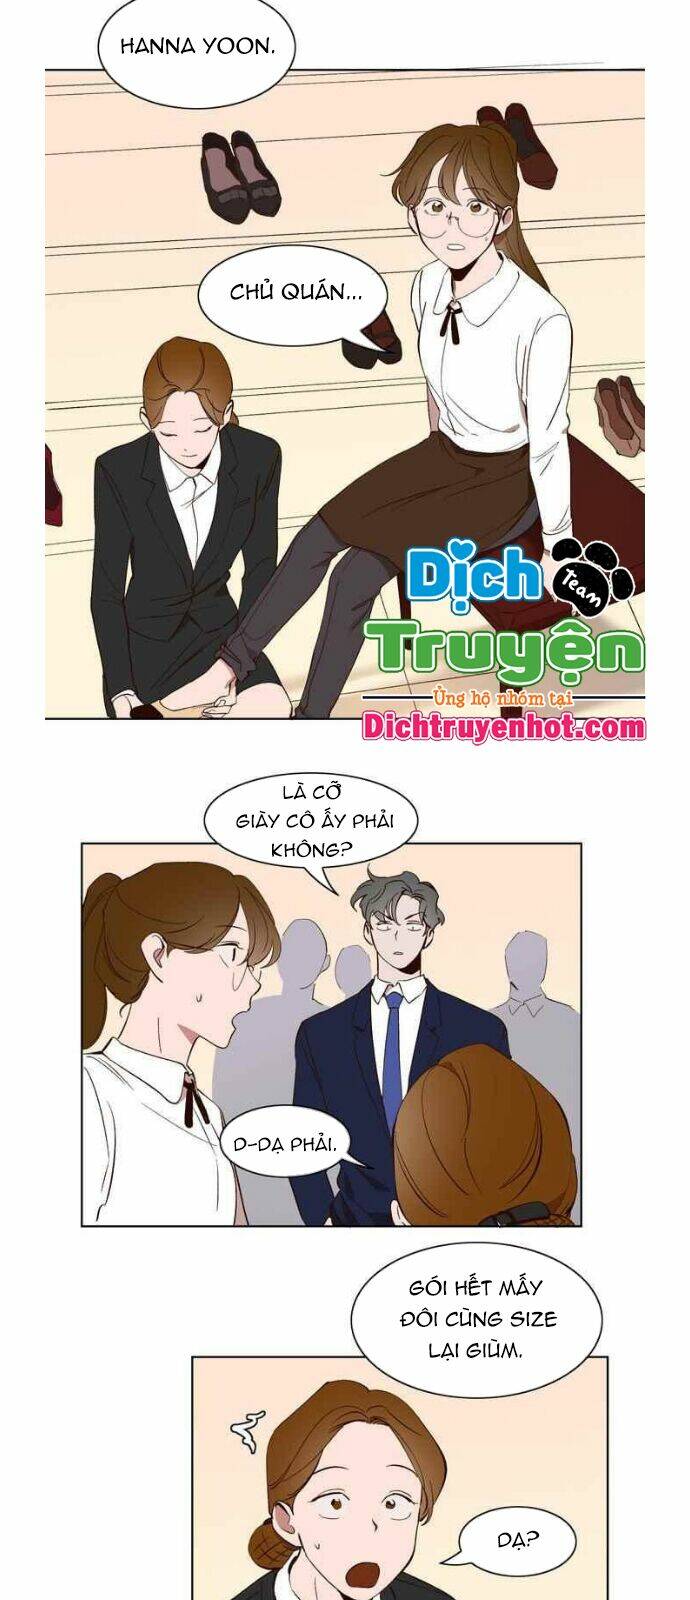 HANNA YOON.
CHỦ QUÁN...
Dịch
Team
Truyện
Ủng hộ nhóm tại
Dichtruyenhot.com
LÀ CỠ
GIÀY CÔ ẤY PHẢI
KHÔNG?
D-DẠ PHẢI.
GÓI HẾT MẤY
ĐÔI CÙNG SIZE
LẠI GIÙM.
DẠ?